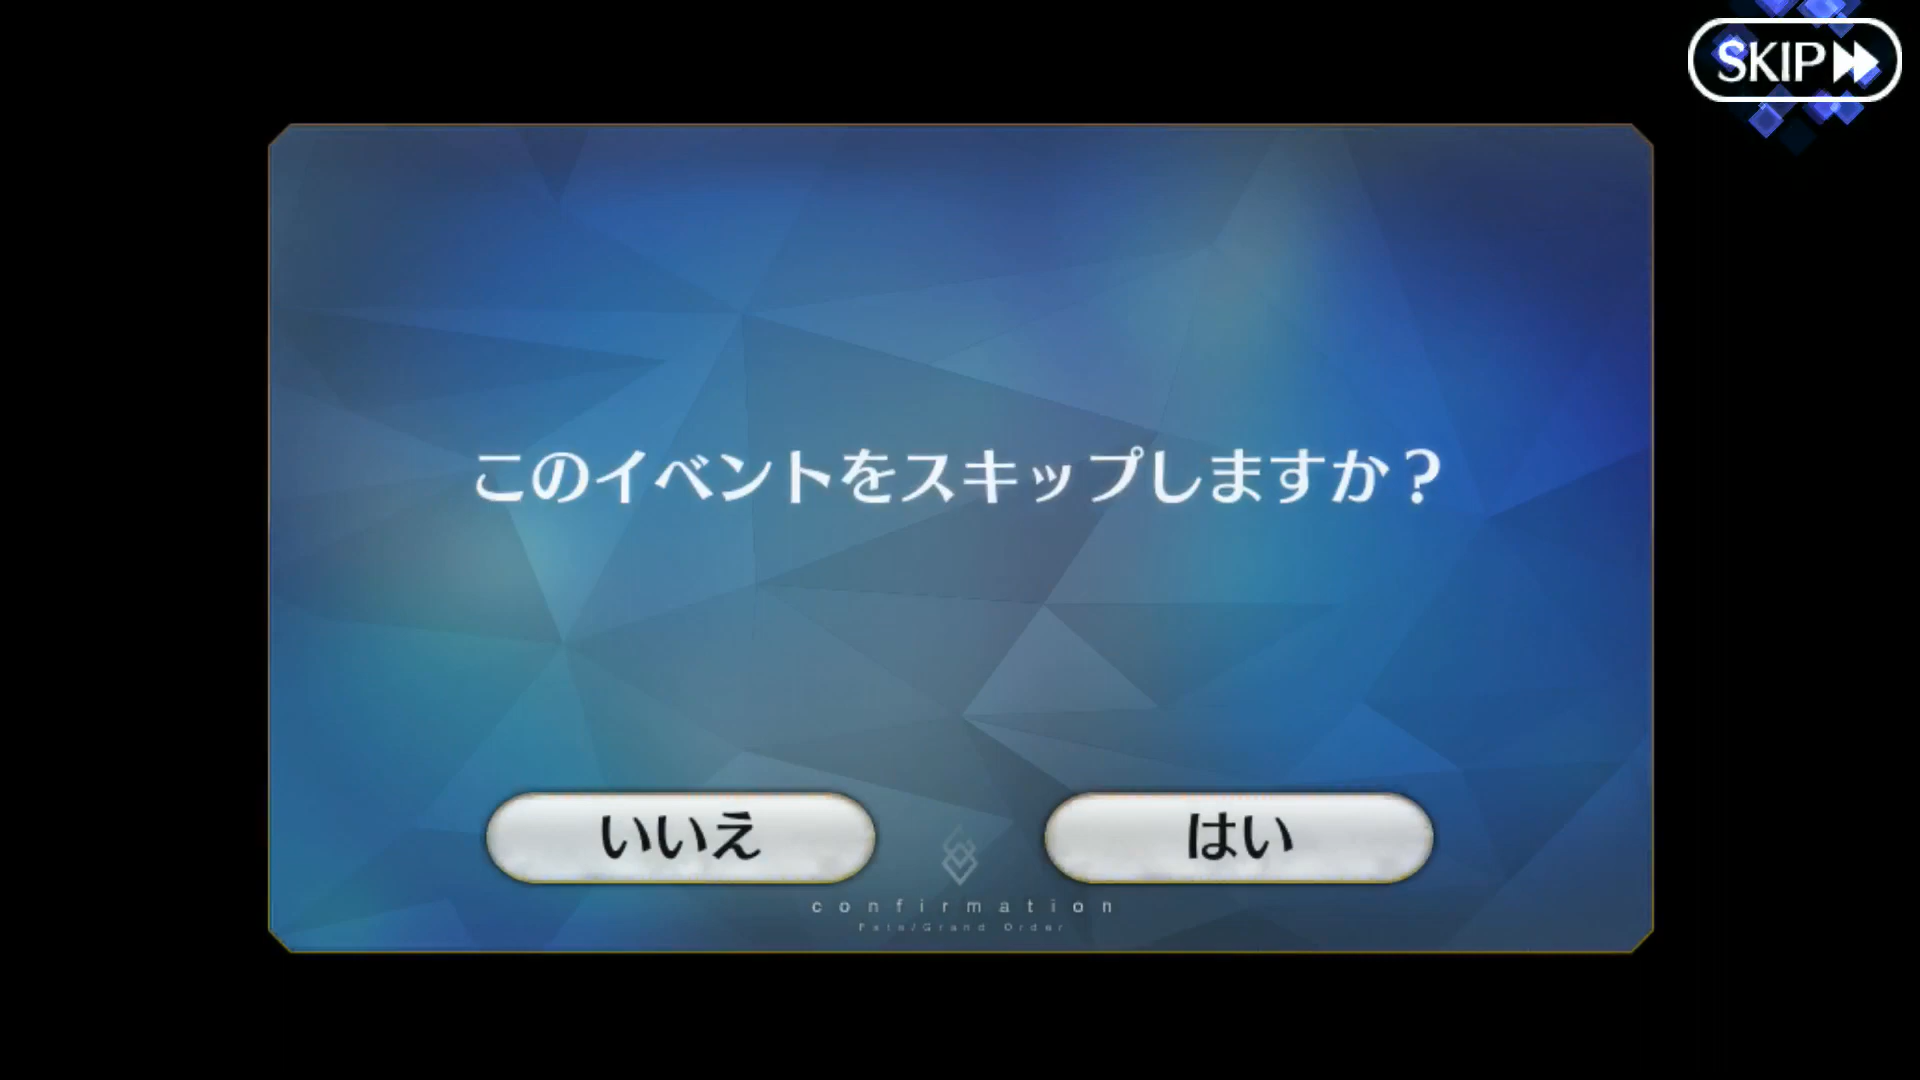 SKIP
このイベントをスキップしますか？
いいえ
はい
confirmation
Fate/Grand Order